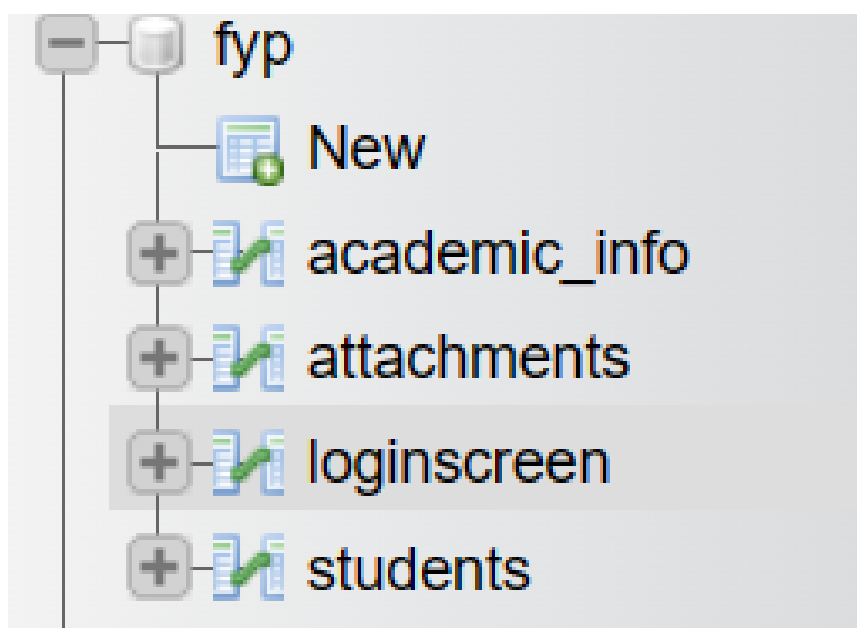 fyp
New
academic_info
attachments
loginscreen
students